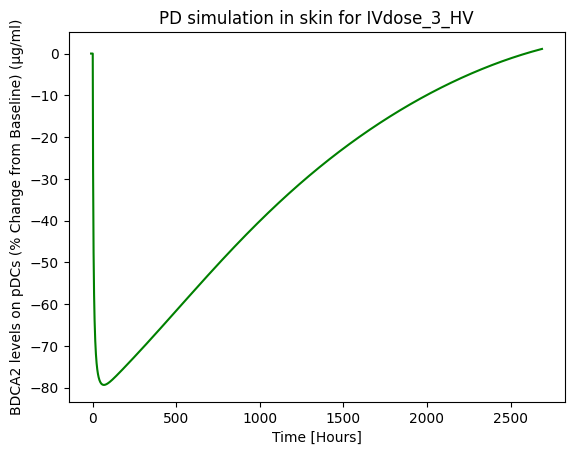 PD simulation in skin for IVdose_3_HV
BDCA2 levels on pDCs (% Change from Baseline) (µg/ml)
0
−10
−20
−30
−40
−50
−60
−70
−80
0 500 1000 1500 2000 2500
Time [Hours]